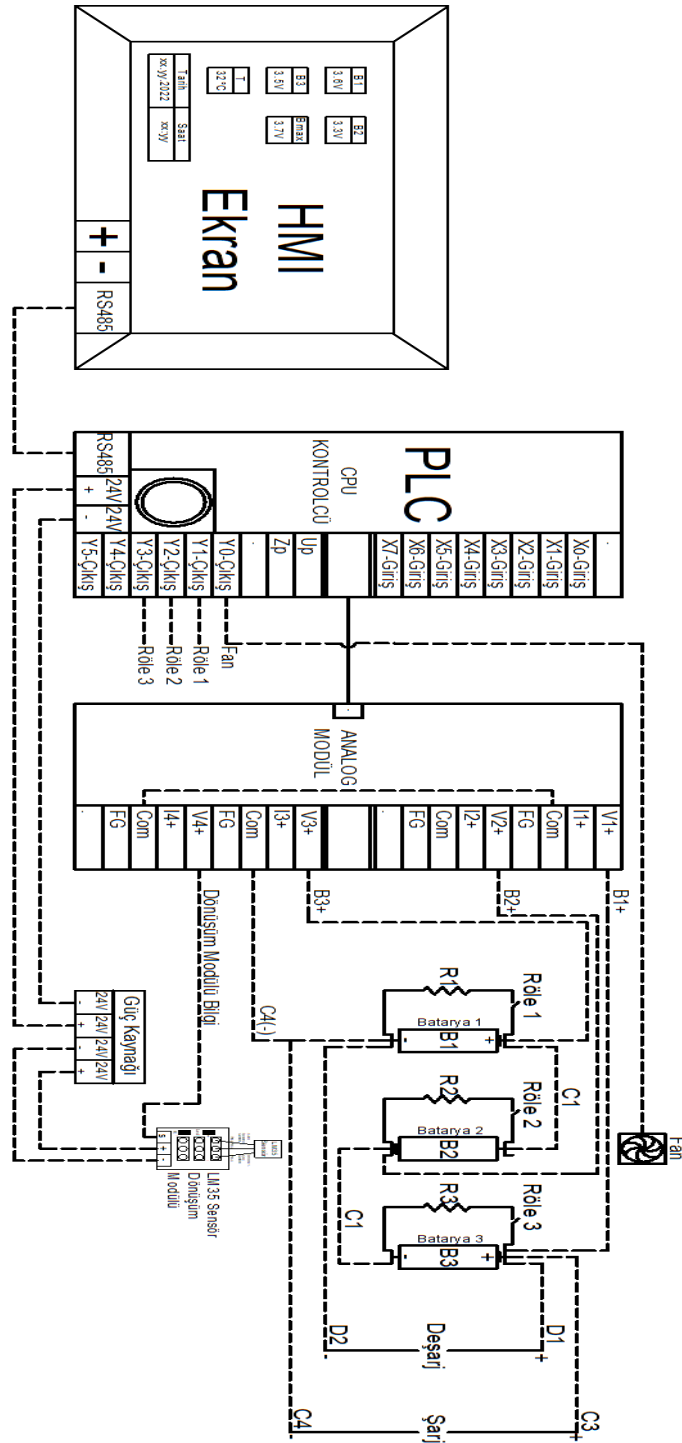 HMI
Ekran
B1
3.6V
B2
3.3V
B3
3.5V
Bmax
3.7V
T
32°C
Tarih
xx.yy.2022
Saat
xx:yy
+
-
RS485
PLC
CPU
KONTROLCÜ
RS485
24V
+
24V
-
.
Xo-Giriş
X1-Giriş
X2-Giriş
X3-Giriş
X4-Giriş
X5-Giriş
X6-Giriş
X7-Giriş
Up
Zp
.
Y0-Çıkış
Y1-Çıkış
Y2-Çıkış
Y3-Çıkış
Y4-Çıkış
Y5-Çıkış
Fan
Röle 1
Röle 2
Röle 3
ANALOG
MODÜL
V1+
I1+
Com
FG
V2+
I2+
Com
FG
.
V3+
I3+
Com
FG
V4+
I4+
Com
FG
.
B1+
B2+
B3+
C4(-)
Dönüşüm Modülü Bilgi
Röle 1
R1
Batarya 1
B1
+
-
C1
Röle 2
R2
Batarya 2
B2
C1
Röle 3
R3
Batarya 3
B3
+
-
Fan
D1
+
Deşarj
D2
-
C3
+
Şarj
C4
-
Güç Kaynağı
24V
-
24V
+
24V
-
24V
+
LM35 Sensör
Dönüşüm
Modülü
S
+
-